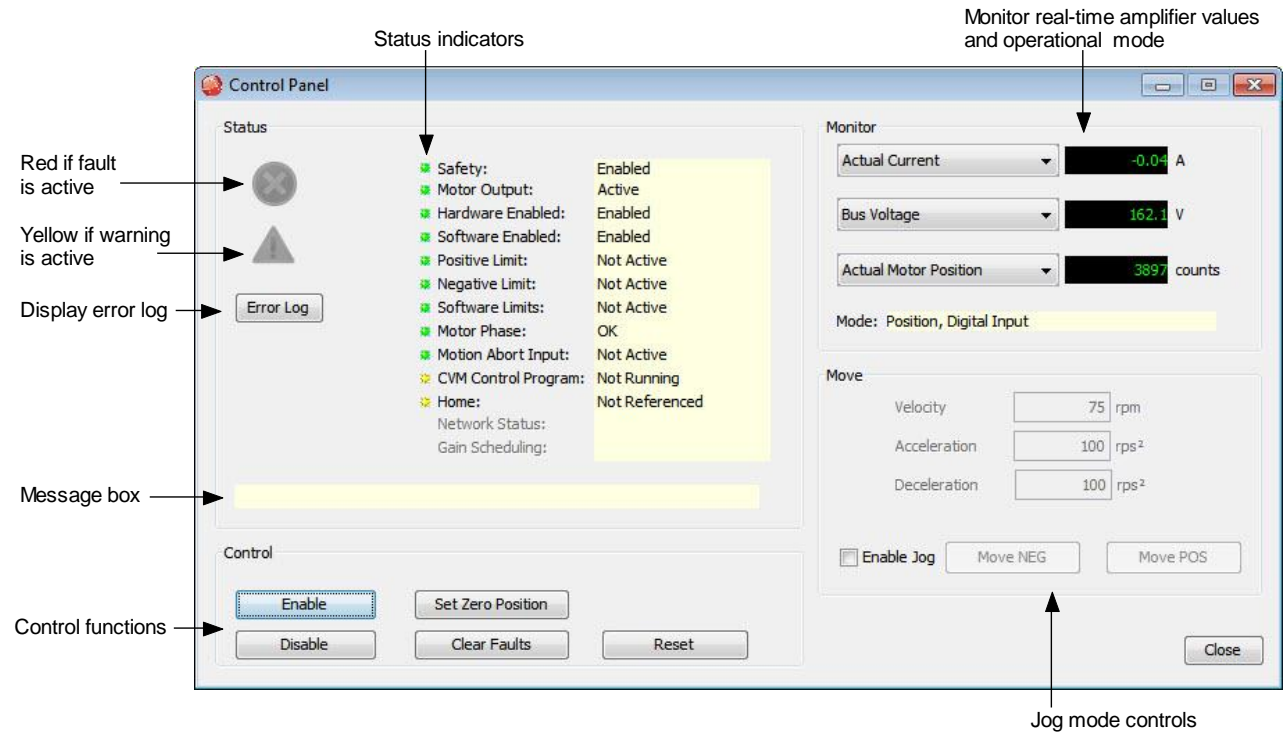 Monitor real-time amplifier values
and operational mode
Status indicators
Control Panel
Status
Red if fault
is active
Yellow if warning
is active
Display error log
Error Log
Safety: Enabled
Motor Output: Active
Hardware Enabled: Enabled
Software Enabled: Enabled
Positive Limit: Not Active
Negative Limit: Not Active
Software Limits: Not Active
Motor Phase: OK
Motion Abort Input: Not Active
CVM Control Program: Not Running
Home: Not Referenced
Network Status:
Gain Scheduling:
Message box
Monitor
Actual Current -0.04 A
Bus Voltage 162.1 V
Actual Motor Position 3897 counts
Mode: Position, Digital Input
Move
Velocity 75 rpm
Acceleration 100 rps²
Deceleration 100 rps²
Enable Jog Move NEG Move POS
Control
Control functions
Enable Set Zero Position
Disable Clear Faults Reset
Close
Jog mode controls